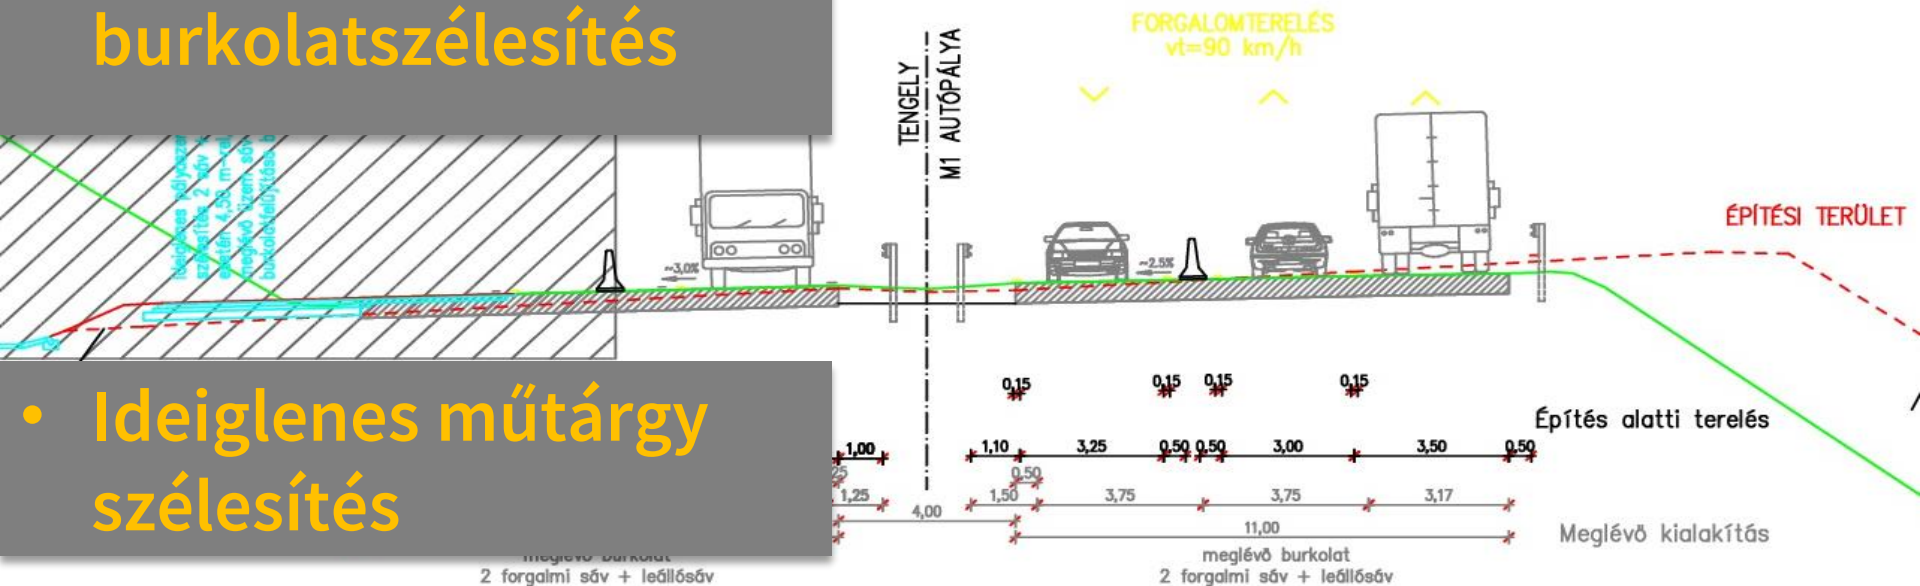 burkolatszélesítés
FORGALOMTERELÉS
vt=90 km/h
TENGELY
M1 AUTÓPÁLYA
ÉPÍTÉSI TERÜLET
~3,0%
~2.5%
• Ideiglenes műtárgy
szélesítés
0,15 0,15 0,15 0,15
Építés alatti terelés
1,00 1,10 3,25 0,50 0,50 3,00 3,50 0,50
0,50
1,25 1,50 3,75 3,75 3,17
4,00 11,00
Meglévő kialakítás
meglévő burkolat
2 forgalmi sáv + leállósáv
meglévő burkolat
2 forgalmi sáv + leállósáv